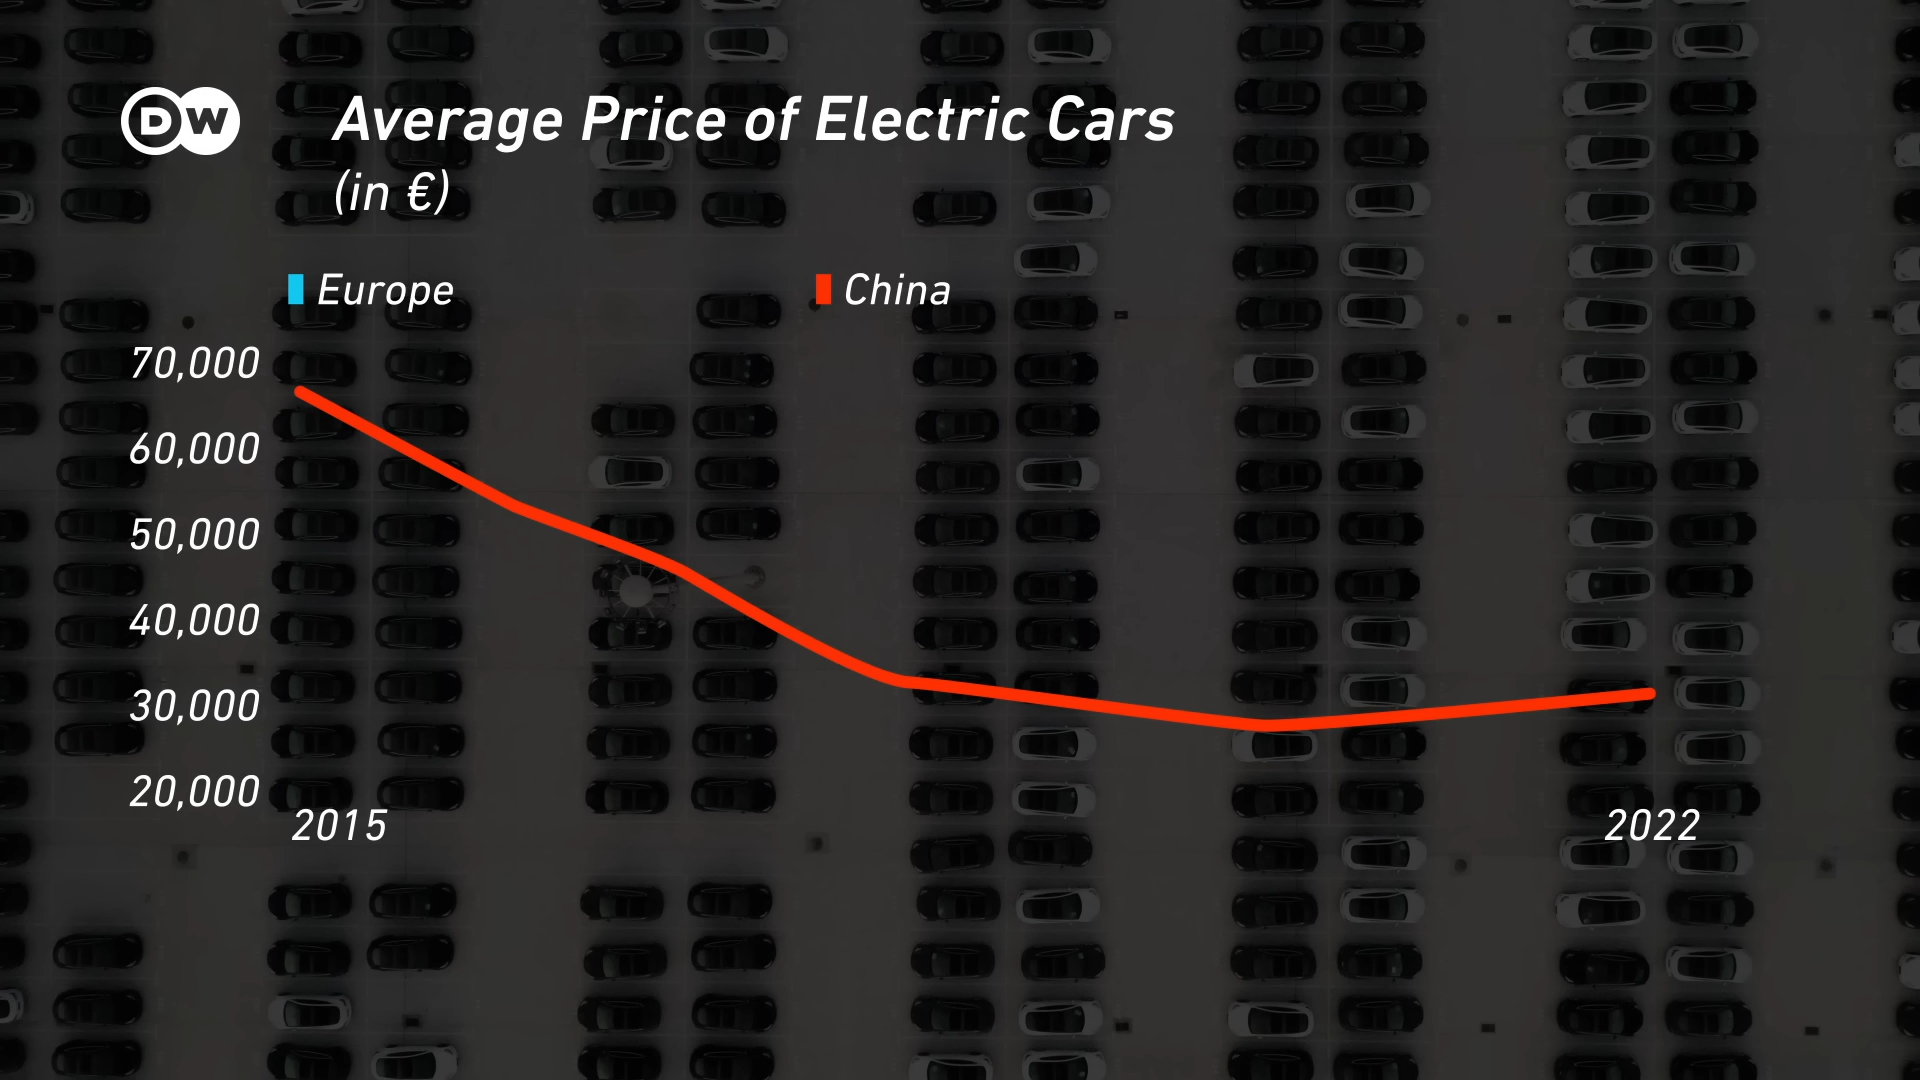 DW
Average Price of Electric Cars
(in €)
Europe
China
70,000
60,000
50,000
40,000
30,000
20,000
2015
2022